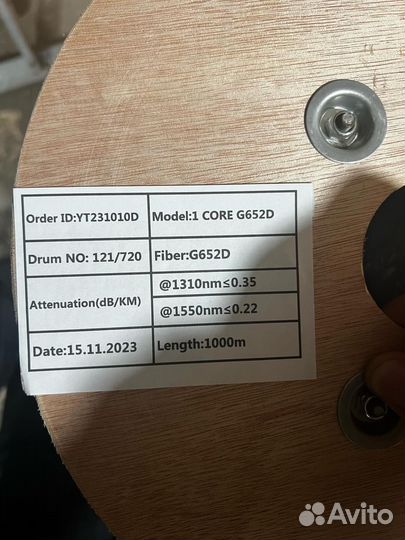 Order ID:YT231010D
Model:1 CORE G652D
Drum NO: 121/720
Fiber:G652D
Attenuation(dB/KM)
@1310nm≤0.35
@1550nm≤0.22
Date:15.11.2023
Length:1000m
Avito